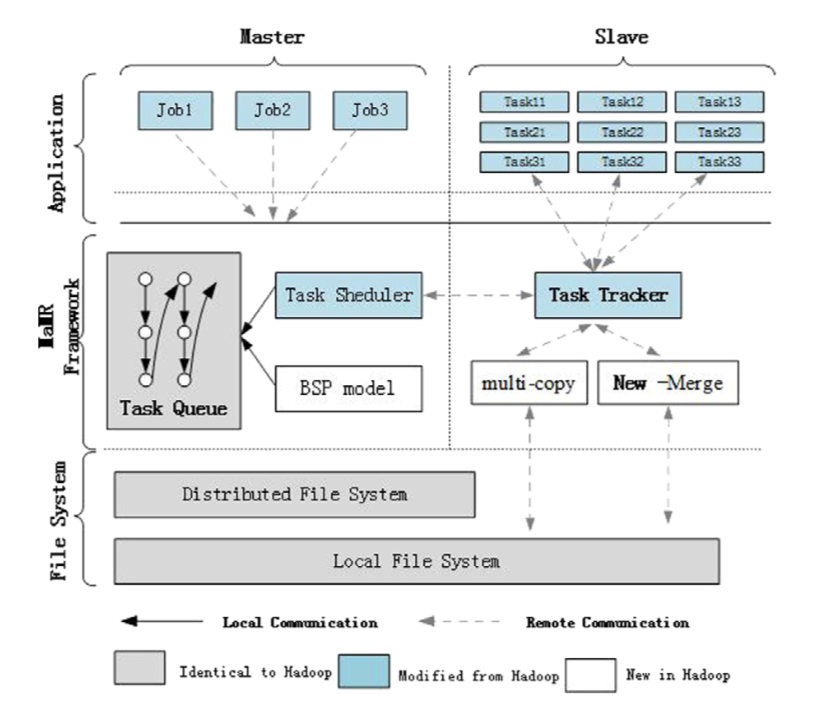 Master
Slave
Application
Job1
Job2
Job3
Task11
Task12
Task13
Task21
Task22
Task23
Task31
Task32
Task33
MaMR
Framework
Task Queue
Task Sheduler
BSP model
Task Tracker
multi-copy
New -Merge
File System
Distributed File System
Local File System
Local Communication
Remote Communication
Identical to Hadoop
Modified from Hadoop
New in Hadoop